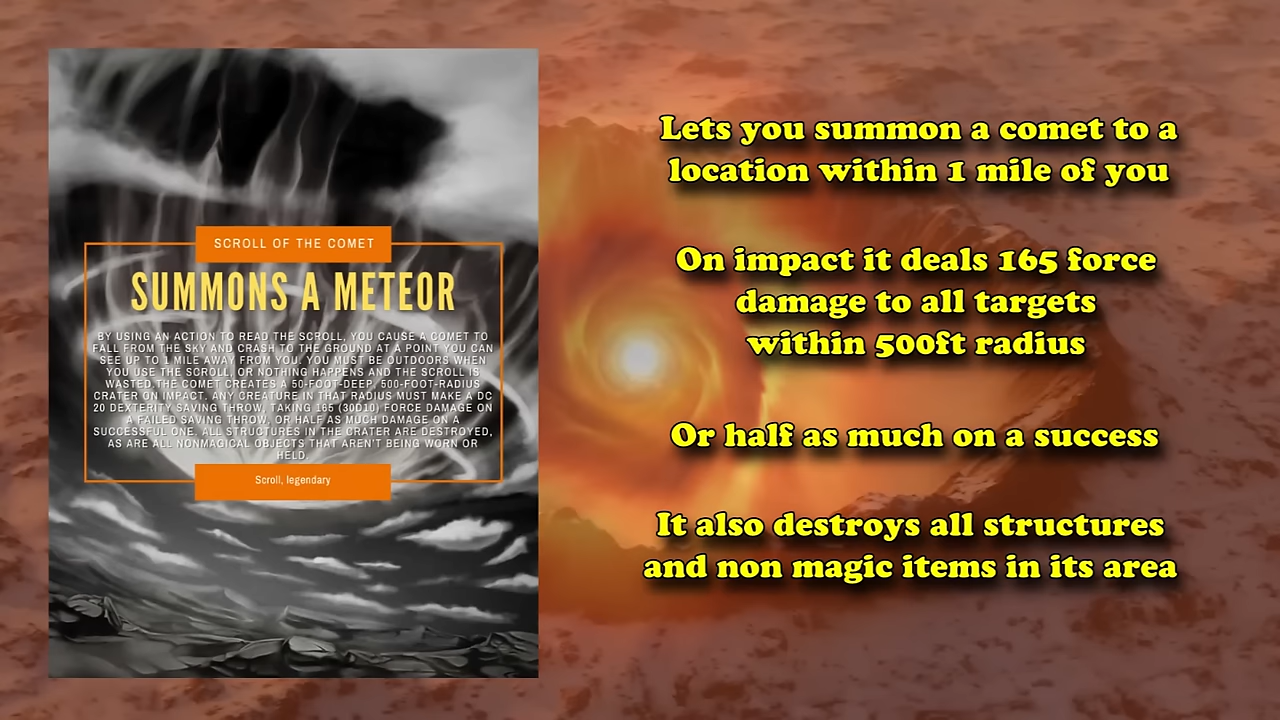 SCROLL OF THE COMET
SUMMONS A METEOR
BY USING AN ACTION TO READ THE SCROLL, YOU CAUSE A COMET TO
FALL FROM THE SKY AND CRASH TO THE GROUND AT A POINT YOU CAN
SEE UP TO 1 MILE AWAY FROM YOU. YOU MUST BE OUTDOORS WHEN
YOU USE THE SCROLL, OR NOTHING HAPPENS AND THE SCROLL IS
WASTED.THE COMET CREATES A 50-FOOT-DEEP, 500-FOOT-RADIUS
CRATER ON IMPACT. ANY CREATURE IN THAT RADIUS MUST MAKE A DC
20 DEXTERITY SAVING THROW, TAKING 165 (30D10) FORCE DAMAGE ON
A FAILED SAVING THROW, OR HALF AS MUCH DAMAGE ON A
SUCCESSFUL ONE. ALL STRUCTURES IN THE CRATER ARE DESTROYED,
AS ARE ALL NONMAGICAL OBJECTS THAT AREN'T BEING WORN OR
HELD.
Scroll, legendary
Lets you summon a comet to a
location within 1 mile of you
On impact it deals 165 force
damage to all targets
within 500ft radius
Or half as much on a success
It also destroys all structures
and non magic items in its area